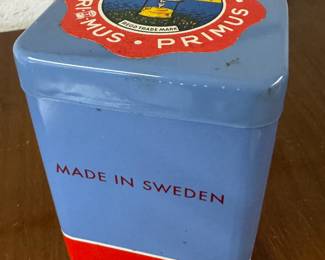 REGD TRADE MARK
PRIMUS · PRIMUS ·
MADE IN SWEDEN